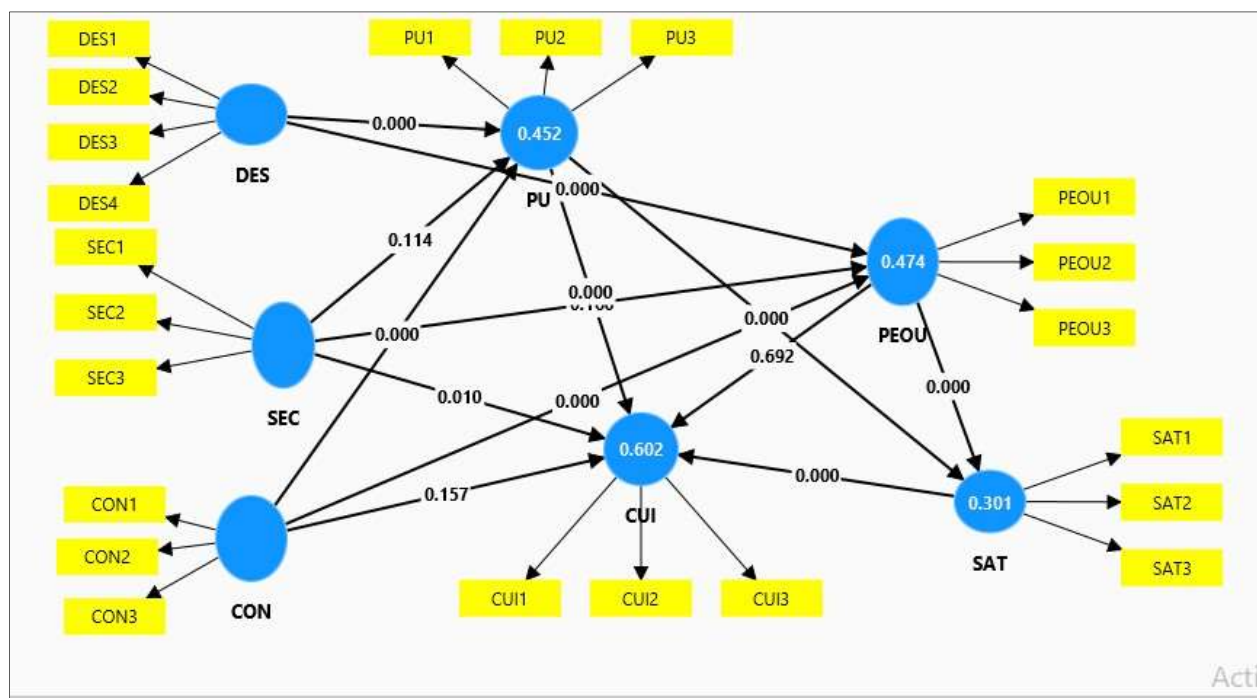 DES1
PU1
PU2
PU3
DES2
DES3
DES4
DES
0.000
0.452
PU
0.000
SEC1
SEC2
SEC3
SEC
0.114
0.000
0.000
0.000
0.692
0.474
PEOU
PEOU1
PEOU2
PEOU3
0.010
0.000
0.000
0.157
0.602
CUI
0.000
0.301
SAT
SAT1
SAT2
SAT3
CON1
CON2
CON3
CON
CUI1
CUI2
CUI3
Acti